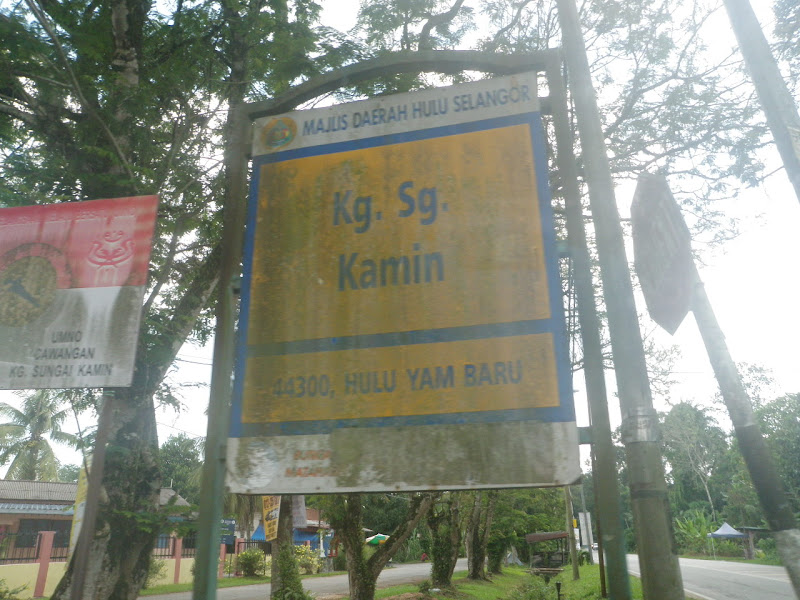 MAJLIS DAERAH HULU SELANGOR
Kg. Sg.
Kamin
44300, HULU YAM BARU
UMNO
CAWANGAN
KG. SUNGAI KAMIN